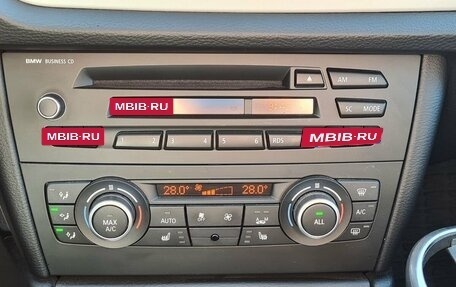 BMW BUSINESS CD
AM FM
MBIB·RU
SC MODE
MBIB·RU
1 2 3 4 5 6 RDS
MBIB·RU
28.0° 28.0°
MAX A/C
AUTO
ALL
A/C